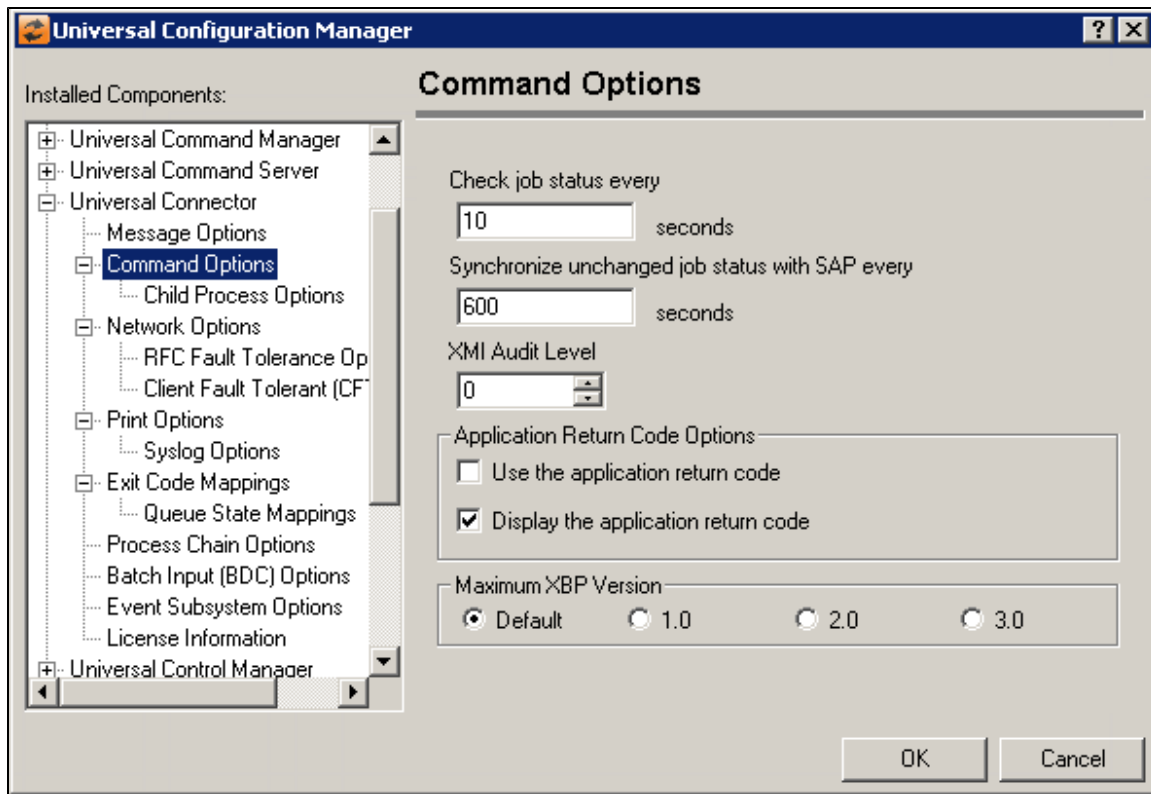 Universal Configuration Manager
Installed Components:
Universal Command Manager
Universal Command Server
Universal Connector
Message Options
Command Options
Child Process Options
Network Options
RFC Fault Tolerance Op
Client Fault Tolerant (CFT
Print Options
Syslog Options
Exit Code Mappings
Queue State Mappings
Process Chain Options
Batch Input (BDC) Options
Event Subsystem Options
License Information
Universal Control Manager
Command Options
Check job status every
10 seconds
Synchronize unchanged job status with SAP every
600 seconds
XMI Audit Level
0
Application Return Code Options
Use the application return code
Display the application return code
Maximum XBP Version
Default 1.0 2.0 3.0
OK Cancel